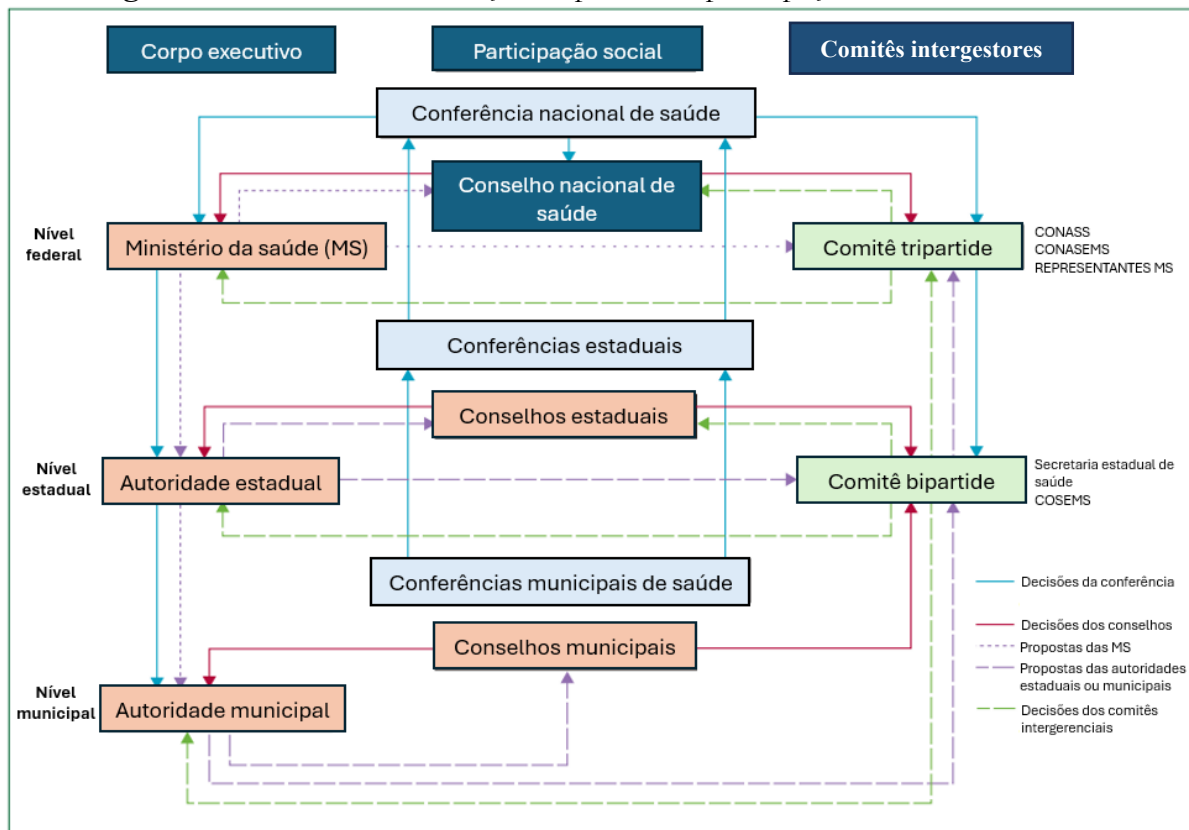 Corpo executivo
Participação social
Comitês intergestores
Conferência nacional de saúde
Conselho nacional de
saúde
Nível
federal
Ministério da saúde (MS)
Comitê tripartide
CONASS
CONASEMS
REPRESENTANTES MS
Conferências estaduais
Conselhos estaduais
Nível
estadual
Autoridade estadual
Comitê bipartide
Secretaria estadual de
saúde
COSEMS
Conferências municipais de saúde
Decisões da conferência
Conselhos municipais
Decisões dos conselhos
Propostas das MS
Propostas das autoridades
estaduais ou municipais
Nível
municipal
Autoridade municipal
Decisões dos comitês
intergerenciais